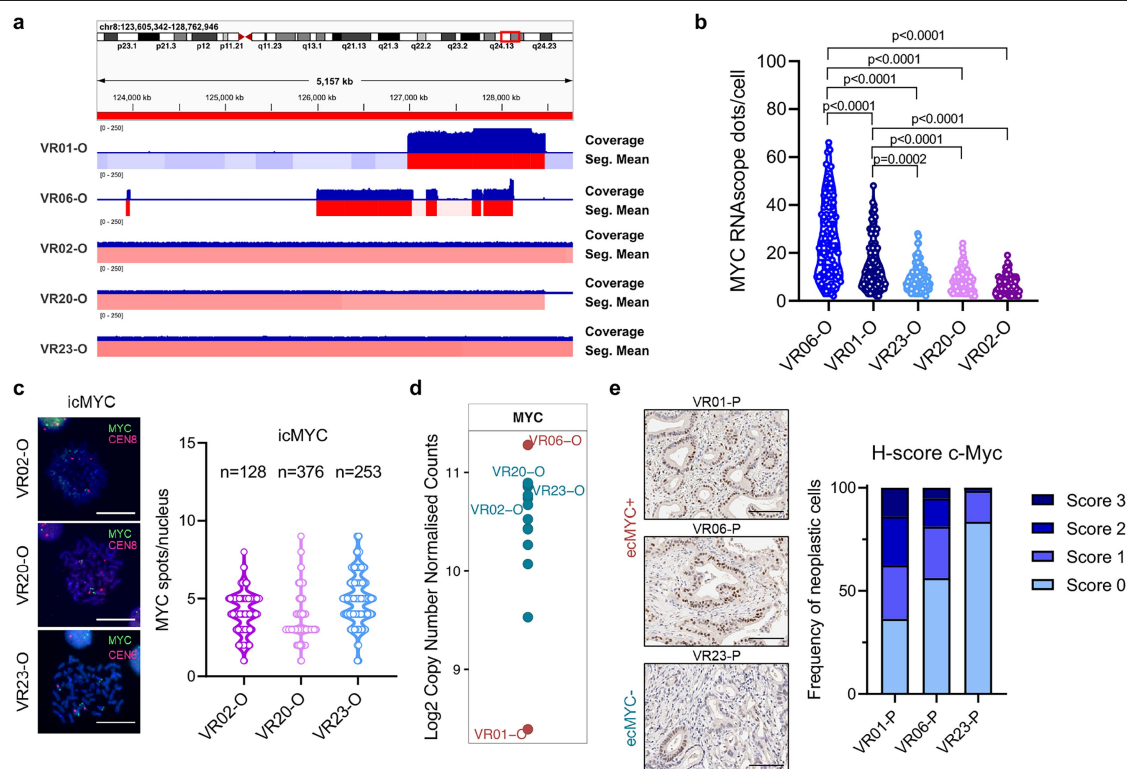 a
chr8:123,605,342-128,762,946
p23.1 p21.3 p12 p11.21 q11.23 q13.1 q21.13 q21.3 q22.2 q23.2 q24.13 q24.23
5,157 kb
124,000 kb 125,000 kb 126,000 kb 127,000 kb 128,000 kb
[0 - 250]
VR01-O
Coverage
Seg. Mean
[0 - 250]
VR06-O
Coverage
Seg. Mean
[0 - 250]
VR02-O
Coverage
Seg. Mean
[0 - 250]
VR20-O
Coverage
Seg. Mean
[0 - 250]
VR23-O
Coverage
Seg. Mean
b
MYC RNAscope dots/cell
100
80
60
40
20
0
p<0.0001
p<0.0001
p<0.0001
p<0.0001
p<0.0001
p<0.0001
p=0.0002
VR06-O VR01-O VR23-O VR20-O VR02-O
c
icMYC
VR02-O
MYC
CEN8
VR20-O
MYC
CEN8
VR23-O
MYC
CEN8
icMYC
n=128 n=376 n=253
MYC spots/nucleus
15
10
5
0
VR02-O VR20-O VR23-O
d
MYC
Log2 Copy Number Normalised Counts
11
10
9
VR06-O
VR20-O
VR23-O
VR02-O
VR01-O
e
ecMYC+
ecMYC-
VR01-P
VR06-P
VR23-P
H-score c-Myc
Frequency of neoplastic cells
100
50
0
VR01-P VR06-P VR23-P
Score 3
Score 2
Score 1
Score 0